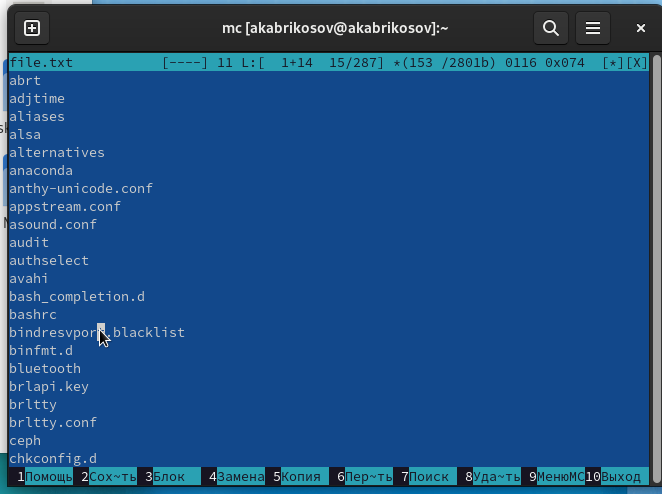 mc [akabrikosov@akabrikosov]:~
file.txt [----] 11 L:[ 1+14 15/287] *(153 /2801b) 0116 0x074 [*][X]
abrt
adjtime
aliases
alsa
alternatives
anaconda
anthy-unicode.conf
appstream.conf
asound.conf
audit
authselect
avahi
bash_completion.d
bashrc
bindresvport.blacklist
binfmt.d
bluetooth
brlapi.key
brltty
brltty.conf
ceph
chkconfig.d
1Помощь 2Сох~ть 3Блок 4Замена 5Копия 6Пер~ть 7Поиск 8Уда~ть 9МенюMC 10Выход